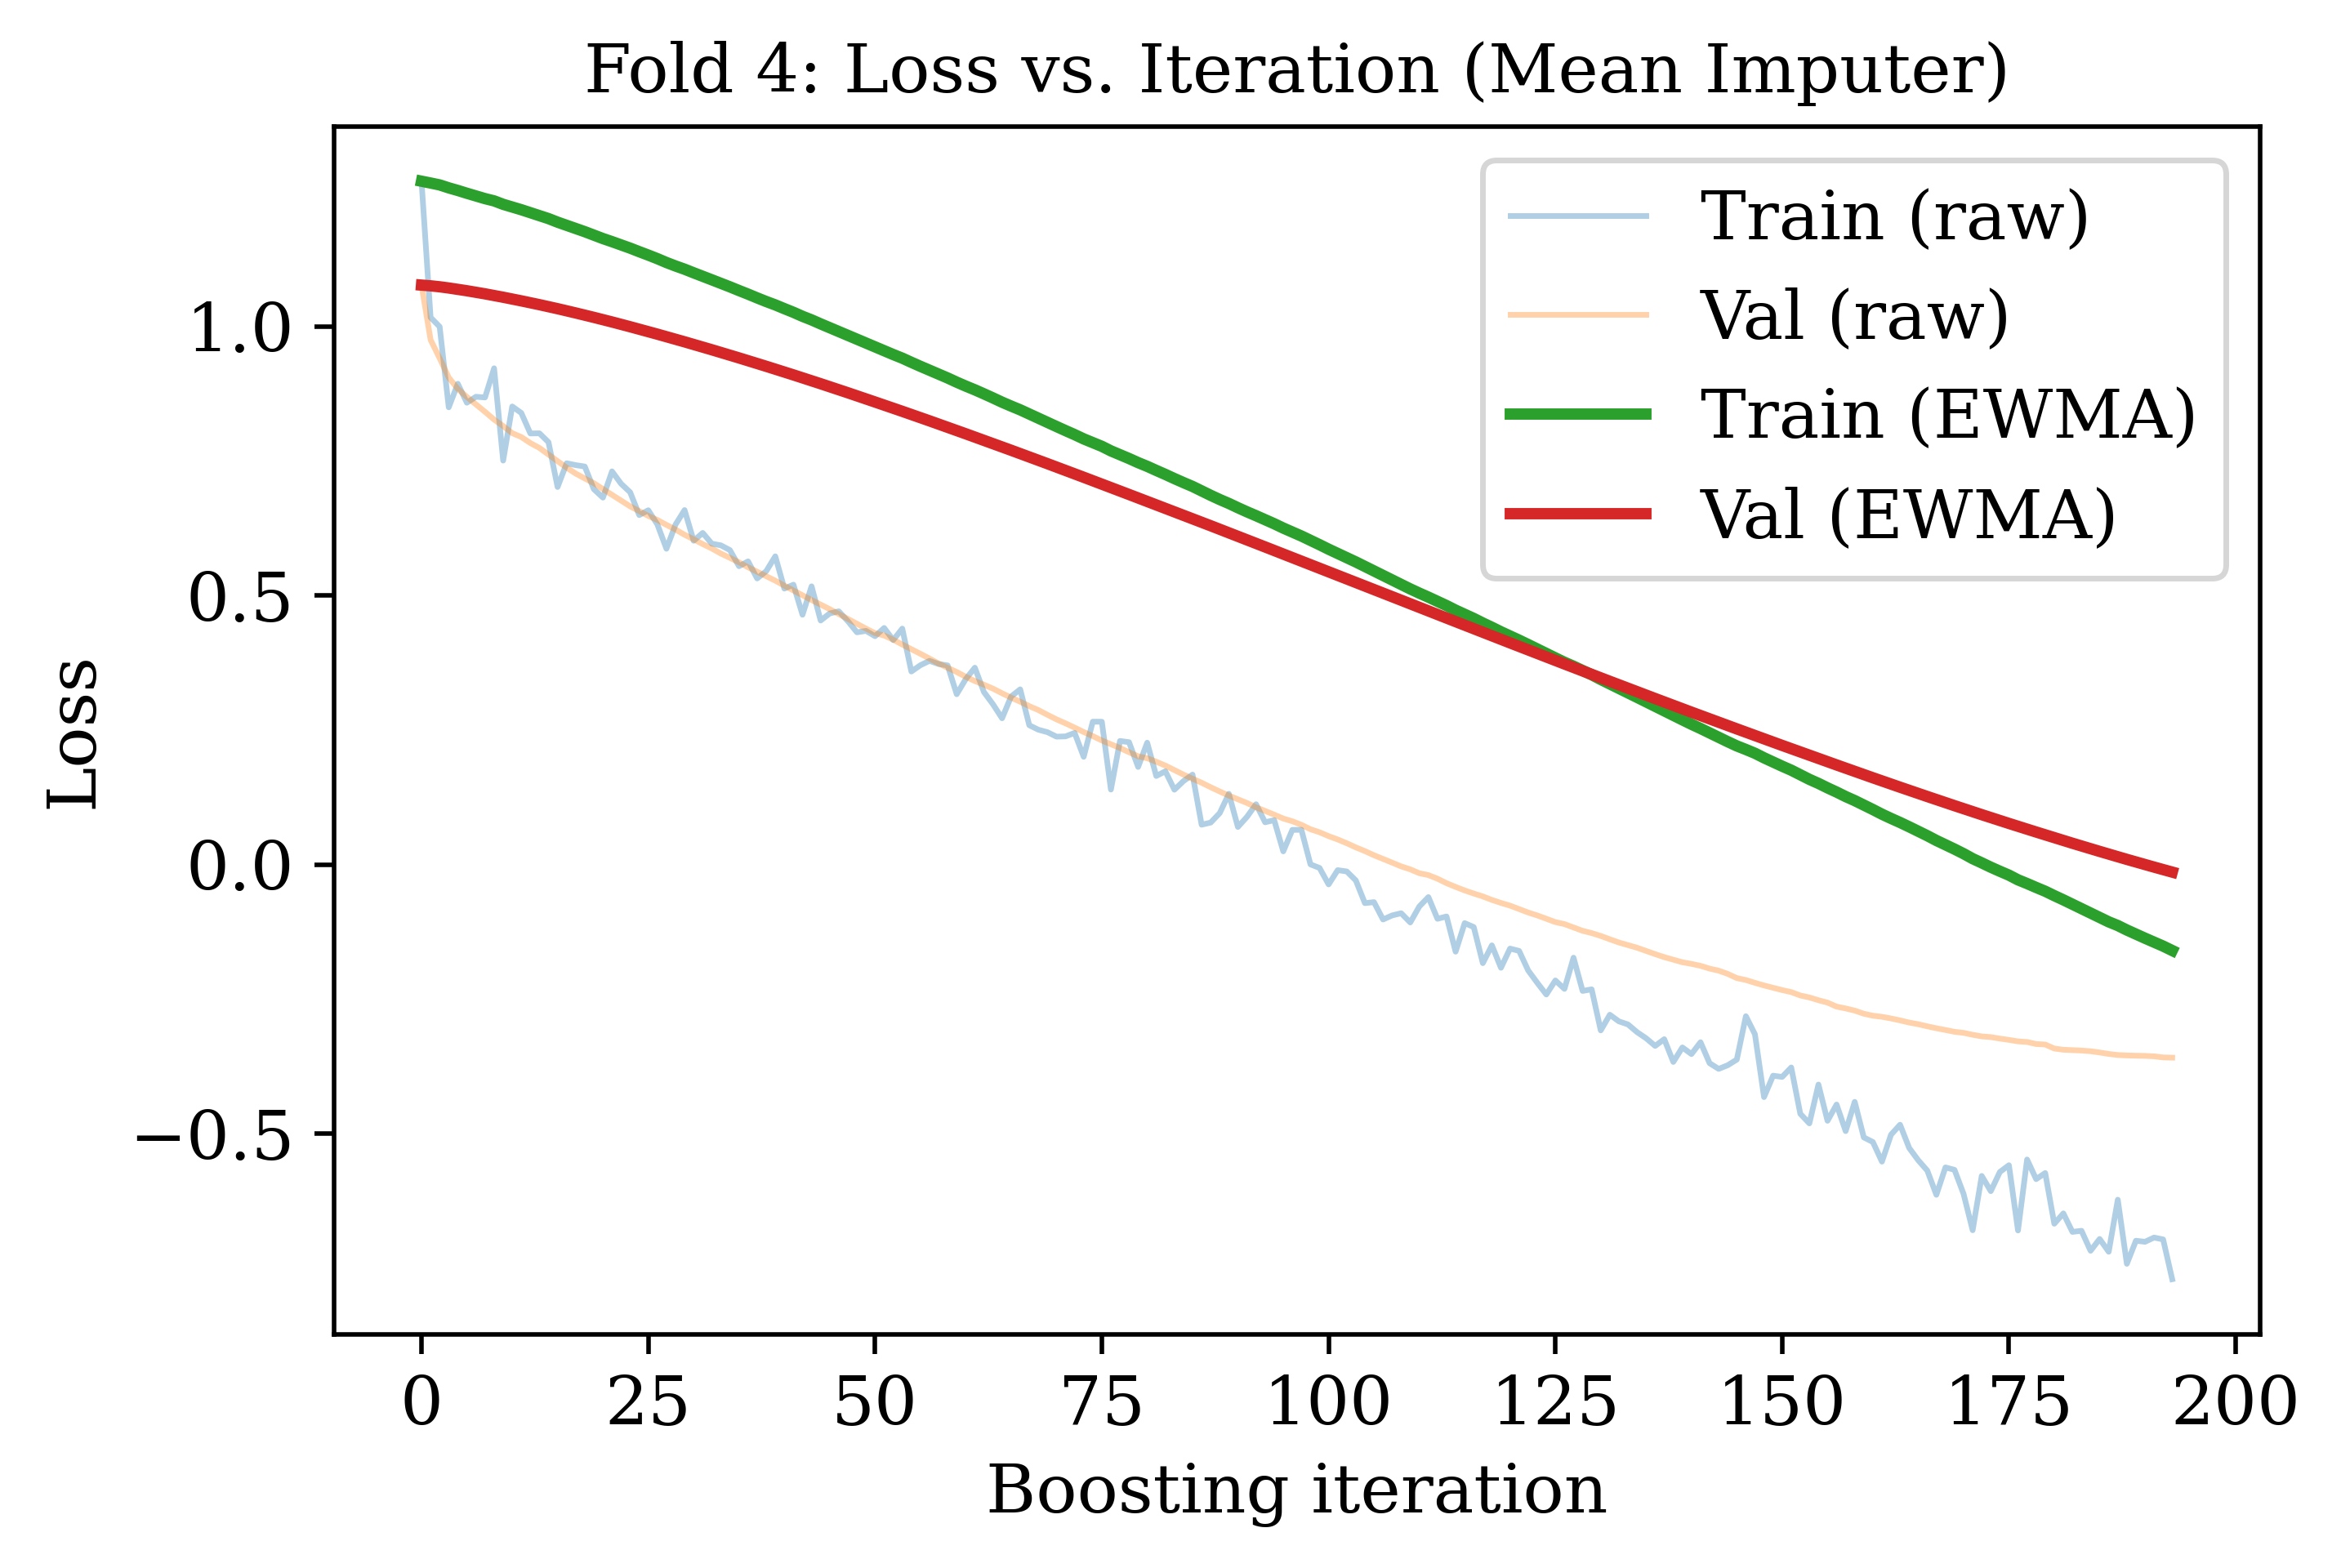 Fold 4: Loss vs. Iteration (Mean Imputer)
Train (raw)
Val (raw)
Train (EWMA)
Val (EWMA)
Loss
1.0
0.5
0.0
−0.5
0 25 50 75 100 125 150 175 200
Boosting iteration